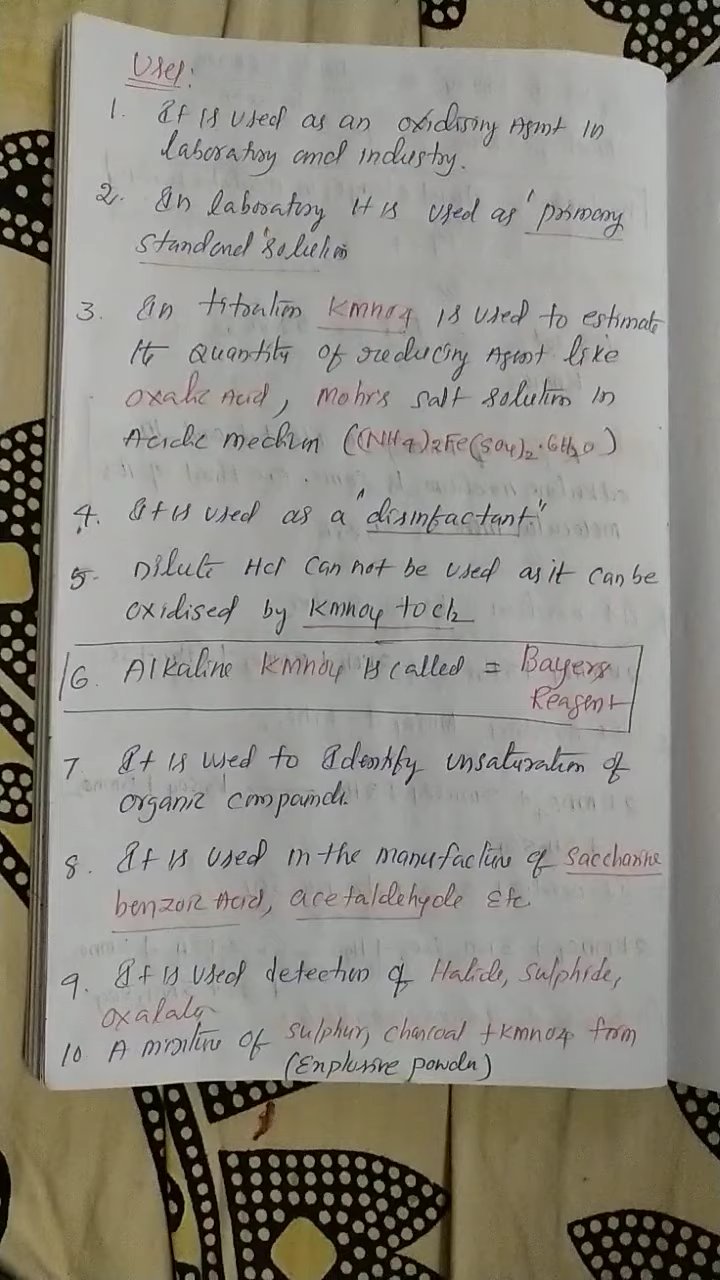 Uses:
1. It is used as an oxidising Agent in
laboratory and industry.
2. In laboratory it is used as "primary
standard" solution
3. In titration KMnO4 is used to estimate
the quantity of reducing Agent like
oxalic Acid, Mohr's salt solution in
Acidic medium ((NH4)2Fe(SO4)2·6H2O)
4. It is used as a "disinfactant"
5. Dilute HCl can not be used as it can be
oxidised by KMnO4 to Cl2
6. Alkaline KMnO4 is called = Bayers
Reagent
7. It is used to Identify unsaturation of
organic compounds.
8. It is used in the manufacture of saccharine
benzoic Acid, acetaldehyde Etc
9. It is used detection of Halide, sulphide,
oxalate
10. A mixture of sulphur, charcoal + KMnO4 form
(Explosive powder)